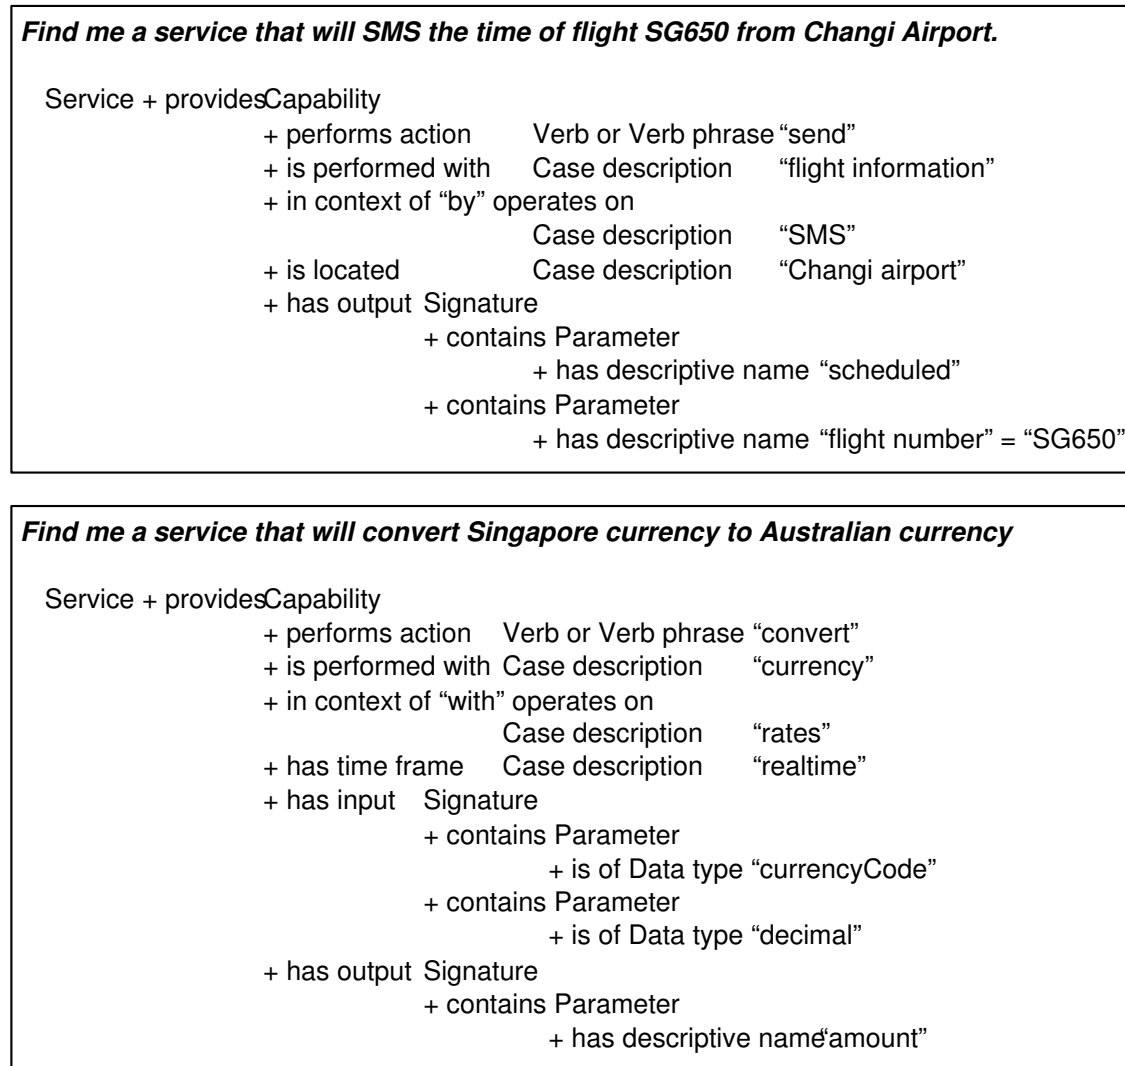 Find me a service that will SMS the time of flight SG650 from Changi Airport.
Service + provides Capability
+ performs action Verb or Verb phrase “send”
+ is performed with Case description “flight information”
+ in context of “by” operates on
Case description “SMS”
+ is located Case description “Changi airport”
+ has output Signature
+ contains Parameter
+ has descriptive name “scheduled”
+ contains Parameter
+ has descriptive name “flight number” = “SG650”
Find me a service that will convert Singapore currency to Australian currency
Service + provides Capability
+ performs action Verb or Verb phrase “convert”
+ is performed with Case description “currency”
+ in context of “with” operates on
Case description “rates”
+ has time frame Case description “realtime”
+ has input Signature
+ contains Parameter
+ is of Data type “currencyCode”
+ contains Parameter
+ is of Data type “decimal”
+ has output Signature
+ contains Parameter
+ has descriptive name “amount”